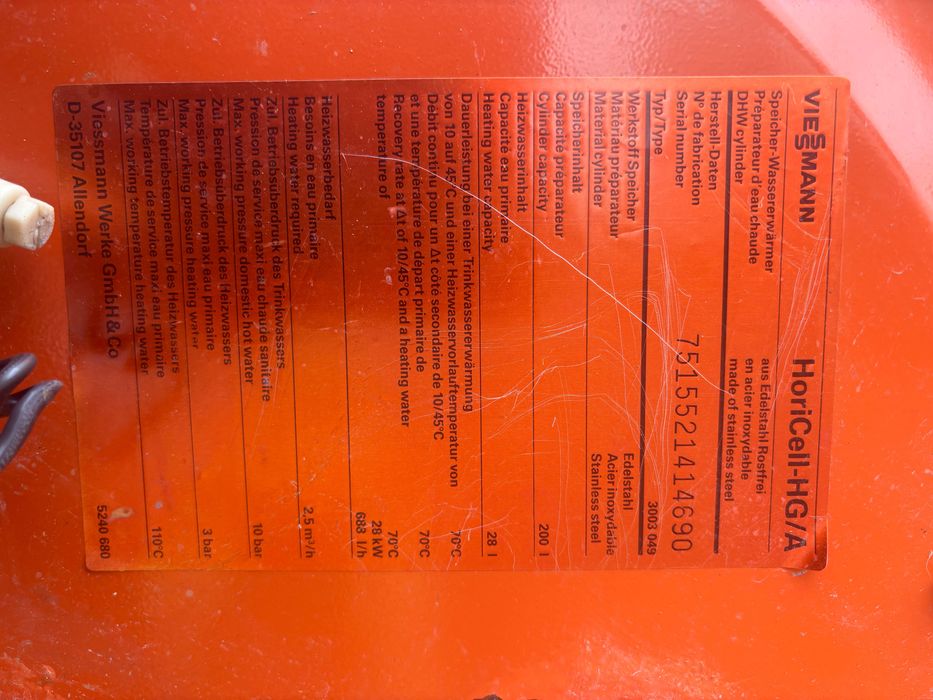 VIESSMANN HoriCell-HG/A
Speicher-Wassererwärmer aus Edelstahl Rostfrei
Préparateur d'eau chaude en acier inoxydable
DHW cylinder made of stainless steel
Herstell-Daten
N° de fabrication
Serial number 7515521414690
Typ/Type 3003 049
Werkstoff Speicher Edelstahl
Matériau préparateur Acier inoxydable
Material cylinder Stainless steel
Speicherinhalt
Capacité préparateur
Cylinder capacity 200 l
Heizwasserinhalt
Capacité eau primaire
Heating water capacity 28 l
Dauerleistung bei einer Trinkwassererwärmung
von 10 auf 45°C und einer Heizwasservorlauftemperatur von 70°C
Débit continu pour un Δt côté secondaire de 10/45°C
et une température de départ primaire de 70°C
Recovery rate at Δt of 10/45°C and a heating water
temperature of 70°C
28 kW
688 l/h
Heizwasserbedarf
Besoins en eau primaire
Heating water required 2,5 m³/h
Zul. Betriebsüberdruck des Trinkwassers
Pression de service maxi eau chaude sanitaire
Max. working pressure domestic hot water 10 bar
Zul. Betriebsüberdruck des Heizwassers
Pression de service maxi eau primaire
Max. working pressure heating water 3 bar
Zul. Betriebstemperatur des Heizwassers
Température de service maxi eau primaire
Max. working temperature heating water 110°C
Viessmann Werke GmbH&Co
D-35107 Allendorf 5240 680